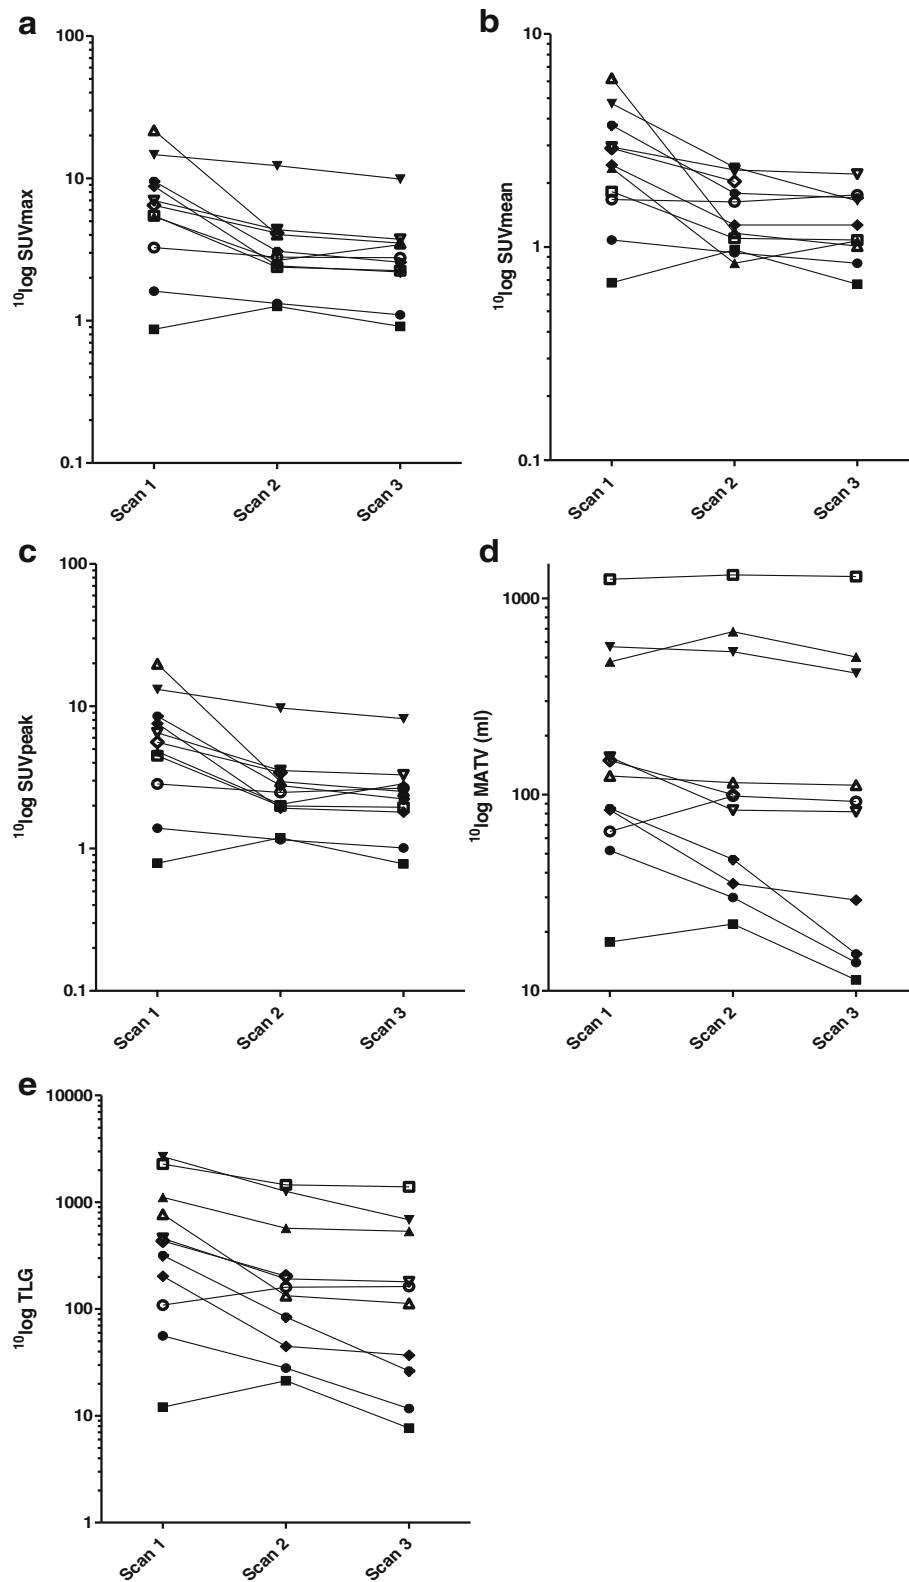 a
100
10
1
0.1
10log SUVmax
Scan 1
Scan 2
Scan 3
b
10
1
0.1
10log SUVmean
Scan 1
Scan 2
Scan 3
c
100
10
1
0.1
10log SUVpeak
Scan 1
Scan 2
Scan 3
d
1000
100
10
10log MATV (ml)
Scan 1
Scan 2
Scan 3
e
10000
1000
100
10
1
10log TLG
Scan 1
Scan 2
Scan 3